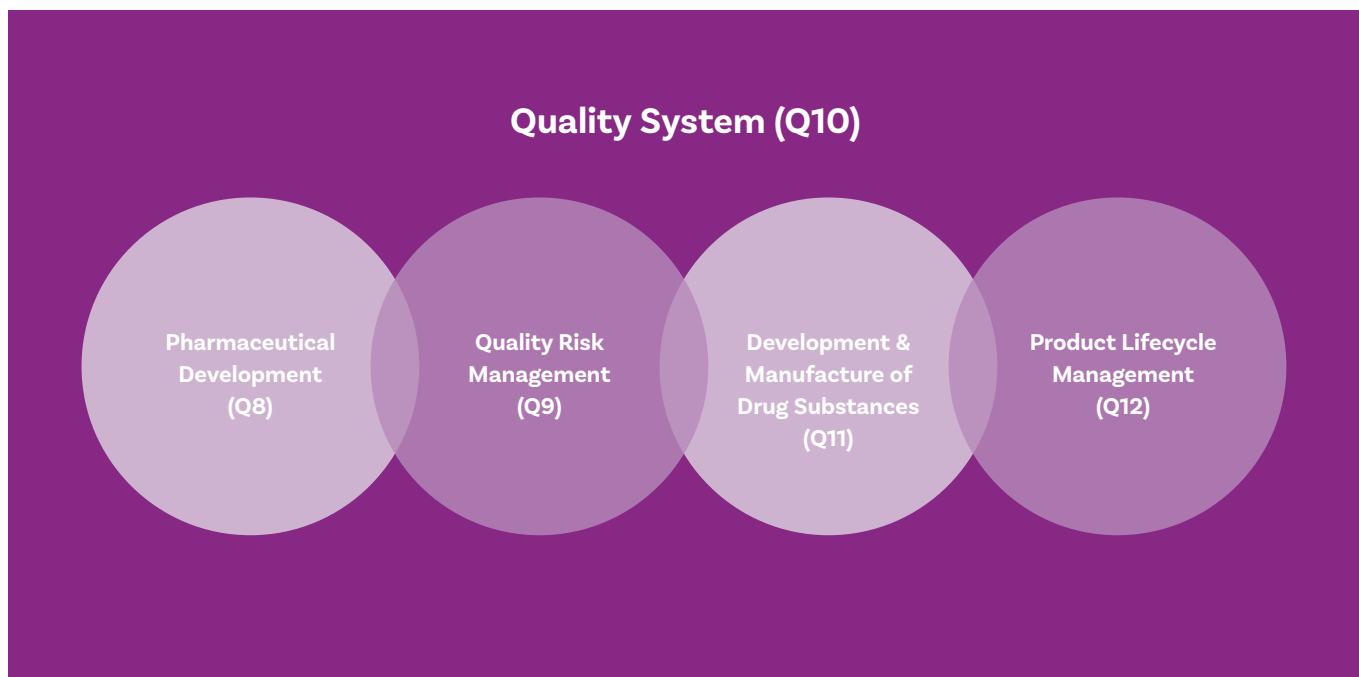 Quality System (Q10)
Pharmaceutical
Development
(Q8)
Quality Risk
Management
(Q9)
Development &
Manufacture of
Drug Substances
(Q11)
Product Lifecycle
Management
(Q12)